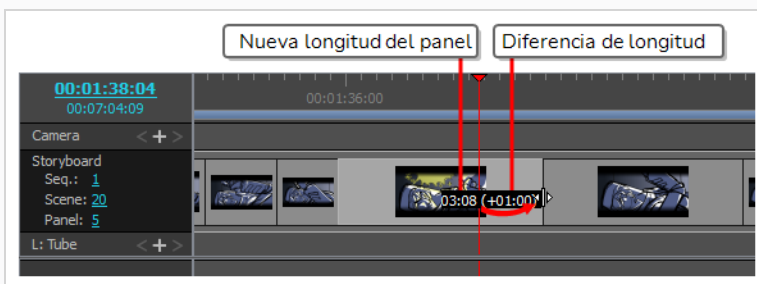 Nueva longitud del panel
Diferencia de longitud
00:01:38:04
00:07:04:09
00:01:36:00
Camera < + >
Storyboard
Seq.: 1
Scene: 20
Panel: 5
03:08 (+01:00)
L: Tube < + >